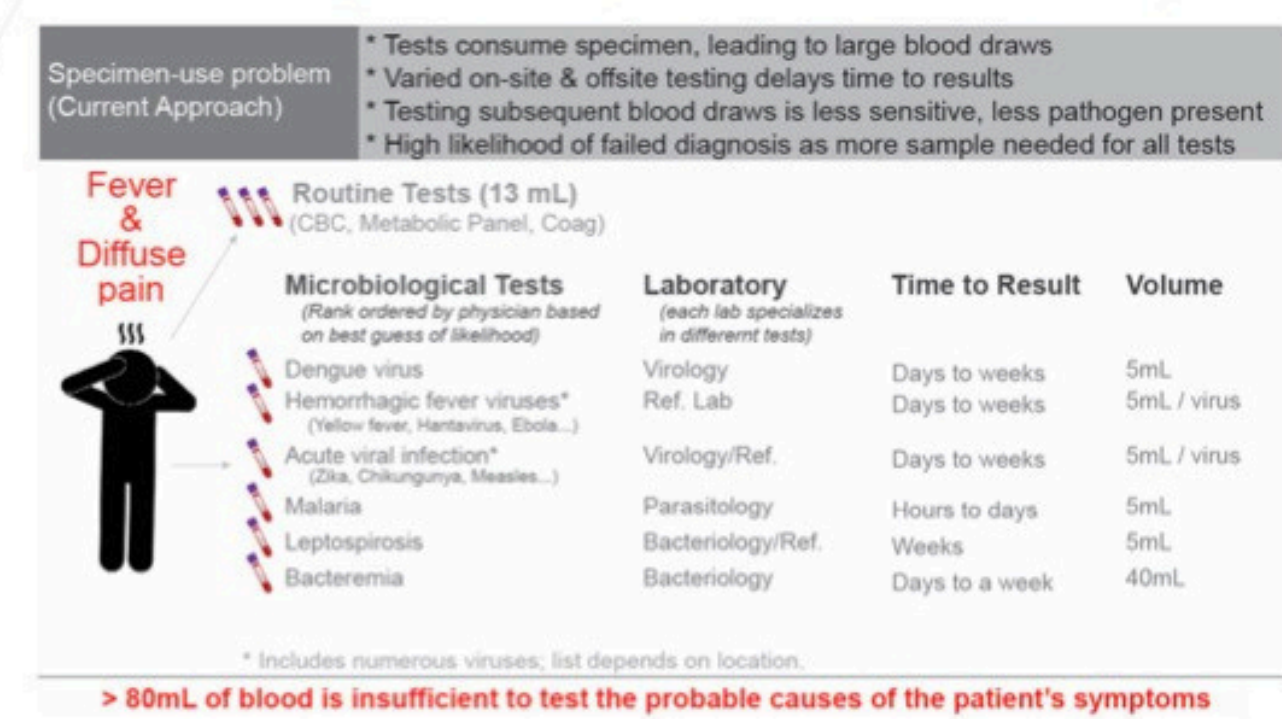 Specimen-use problem
(Current Approach)
* Tests consume specimen, leading to large blood draws
* Varied on-site & offsite testing delays time to results
* Testing subsequent blood draws is less sensitive, less pathogen present
* High likelihood of failed diagnosis as more sample needed for all tests
Fever
&
Diffuse
pain
Routine Tests (13 mL)
(CBC, Metabolic Panel, Coag)
Microbiological Tests Laboratory Time to Result Volume
(Rank ordered by physician based (each lab specializes
on best guess of likelihood) in differernt tests)
Dengue virus Virology Days to weeks 5mL
Hemorrhagic fever viruses* Ref. Lab Days to weeks 5mL / virus
(Yellow fever, Hantavirus, Ebola...)
Acute viral infection* Virology/Ref. Days to weeks 5mL / virus
(Zika, Chikungunya, Measles...)
Malaria Parasitology Hours to days 5mL
Leptospirosis Bacteriology/Ref. Weeks 5mL
Bacteremia Bacteriology Days to a week 40mL
* Includes numerous viruses; list depends on location.
> 80mL of blood is insufficient to test the probable causes of the patient's symptoms